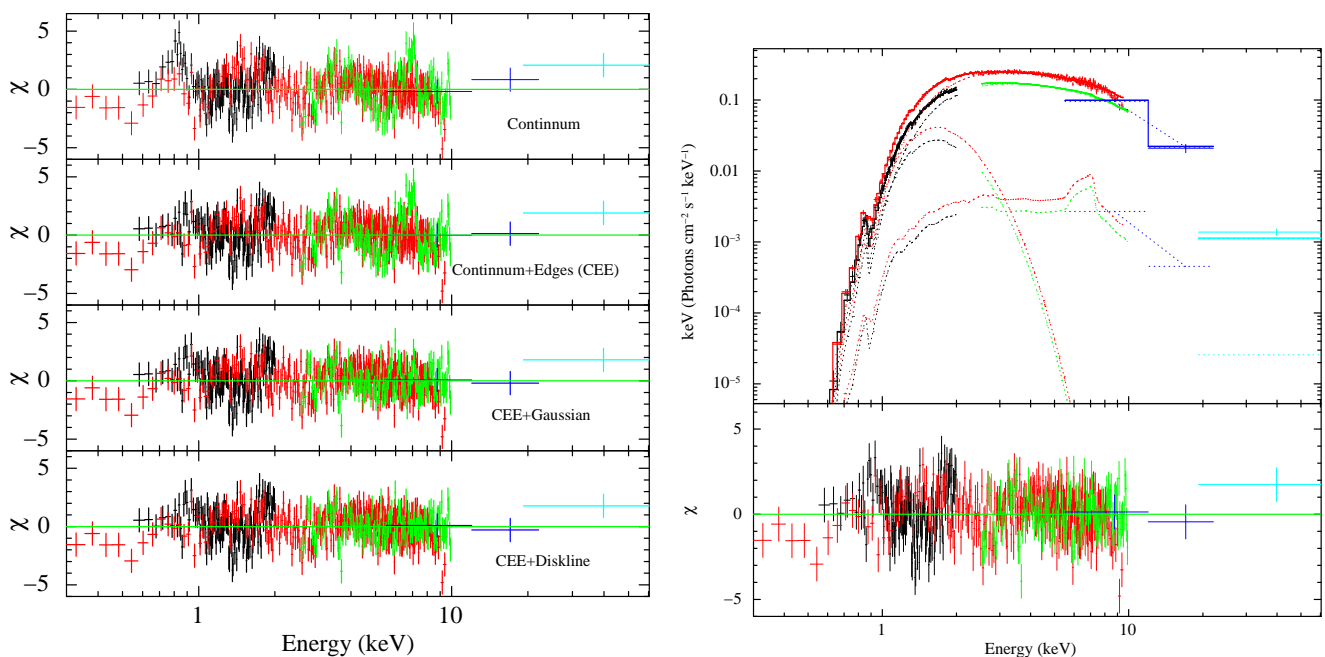 5
0
−5
χ
Continnum
5
0
−5
χ
Continnum+Edges (CEE)
5
0
−5
χ
CEE+Gaussian
5
0
−5
χ
CEE+Diskline
1
10
Energy (keV)
0.1
0.01
10⁻³
10⁻⁴
10⁻⁵
keV (Photons cm⁻² s⁻¹ keV⁻¹)
5
0
−5
χ
1
10
Energy (keV)